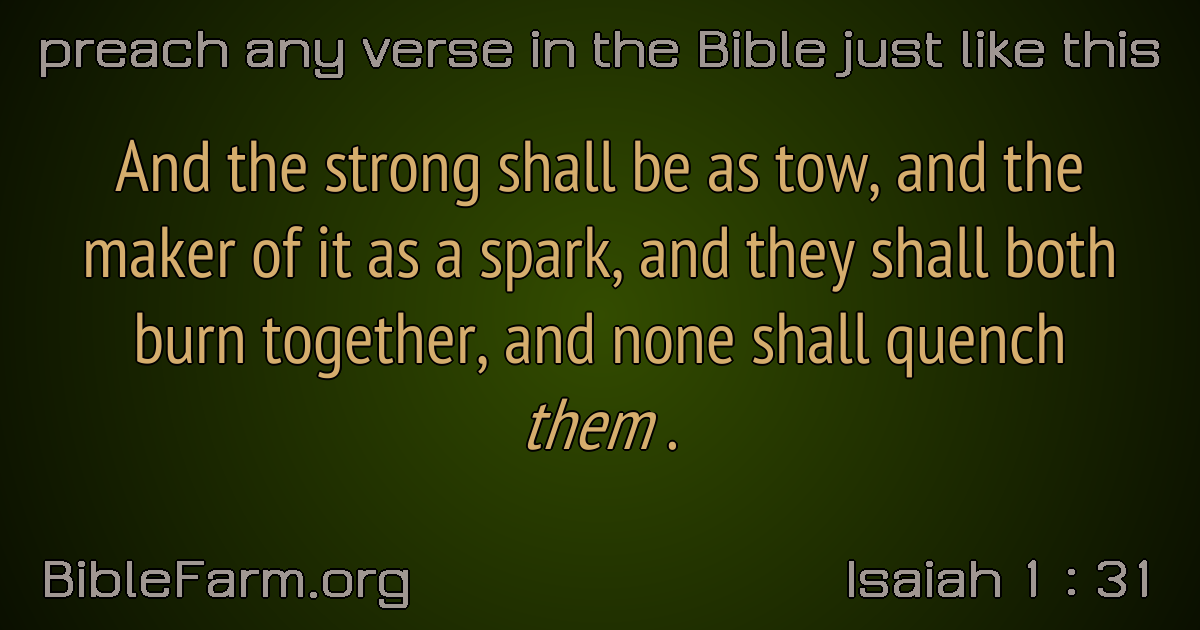 preach any verse in the Bible just like this
And the strong shall be as tow, and the
maker of it as a spark, and they shall both
burn together, and none shall quench
them .
BibleFarm.org
Isaiah 1 : 31